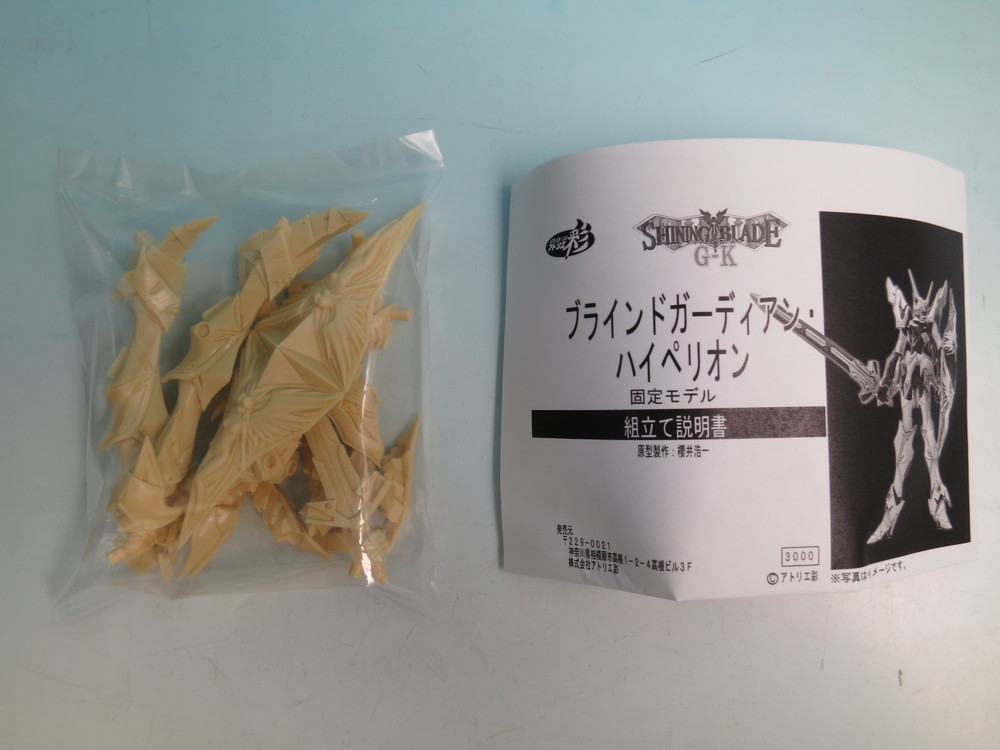 彩
SHINING BLADE
G-K
ブラインドガーディアン・
ハイペリオン
固定モデル
組立て説明書
原型製作：櫻井浩一
発売元
〒229-0021
神奈川県相模原市高根1-2-4高根ビル3F
株式会社アトリエ彩
3000
©アトリエ彩
※写真はイメージです。